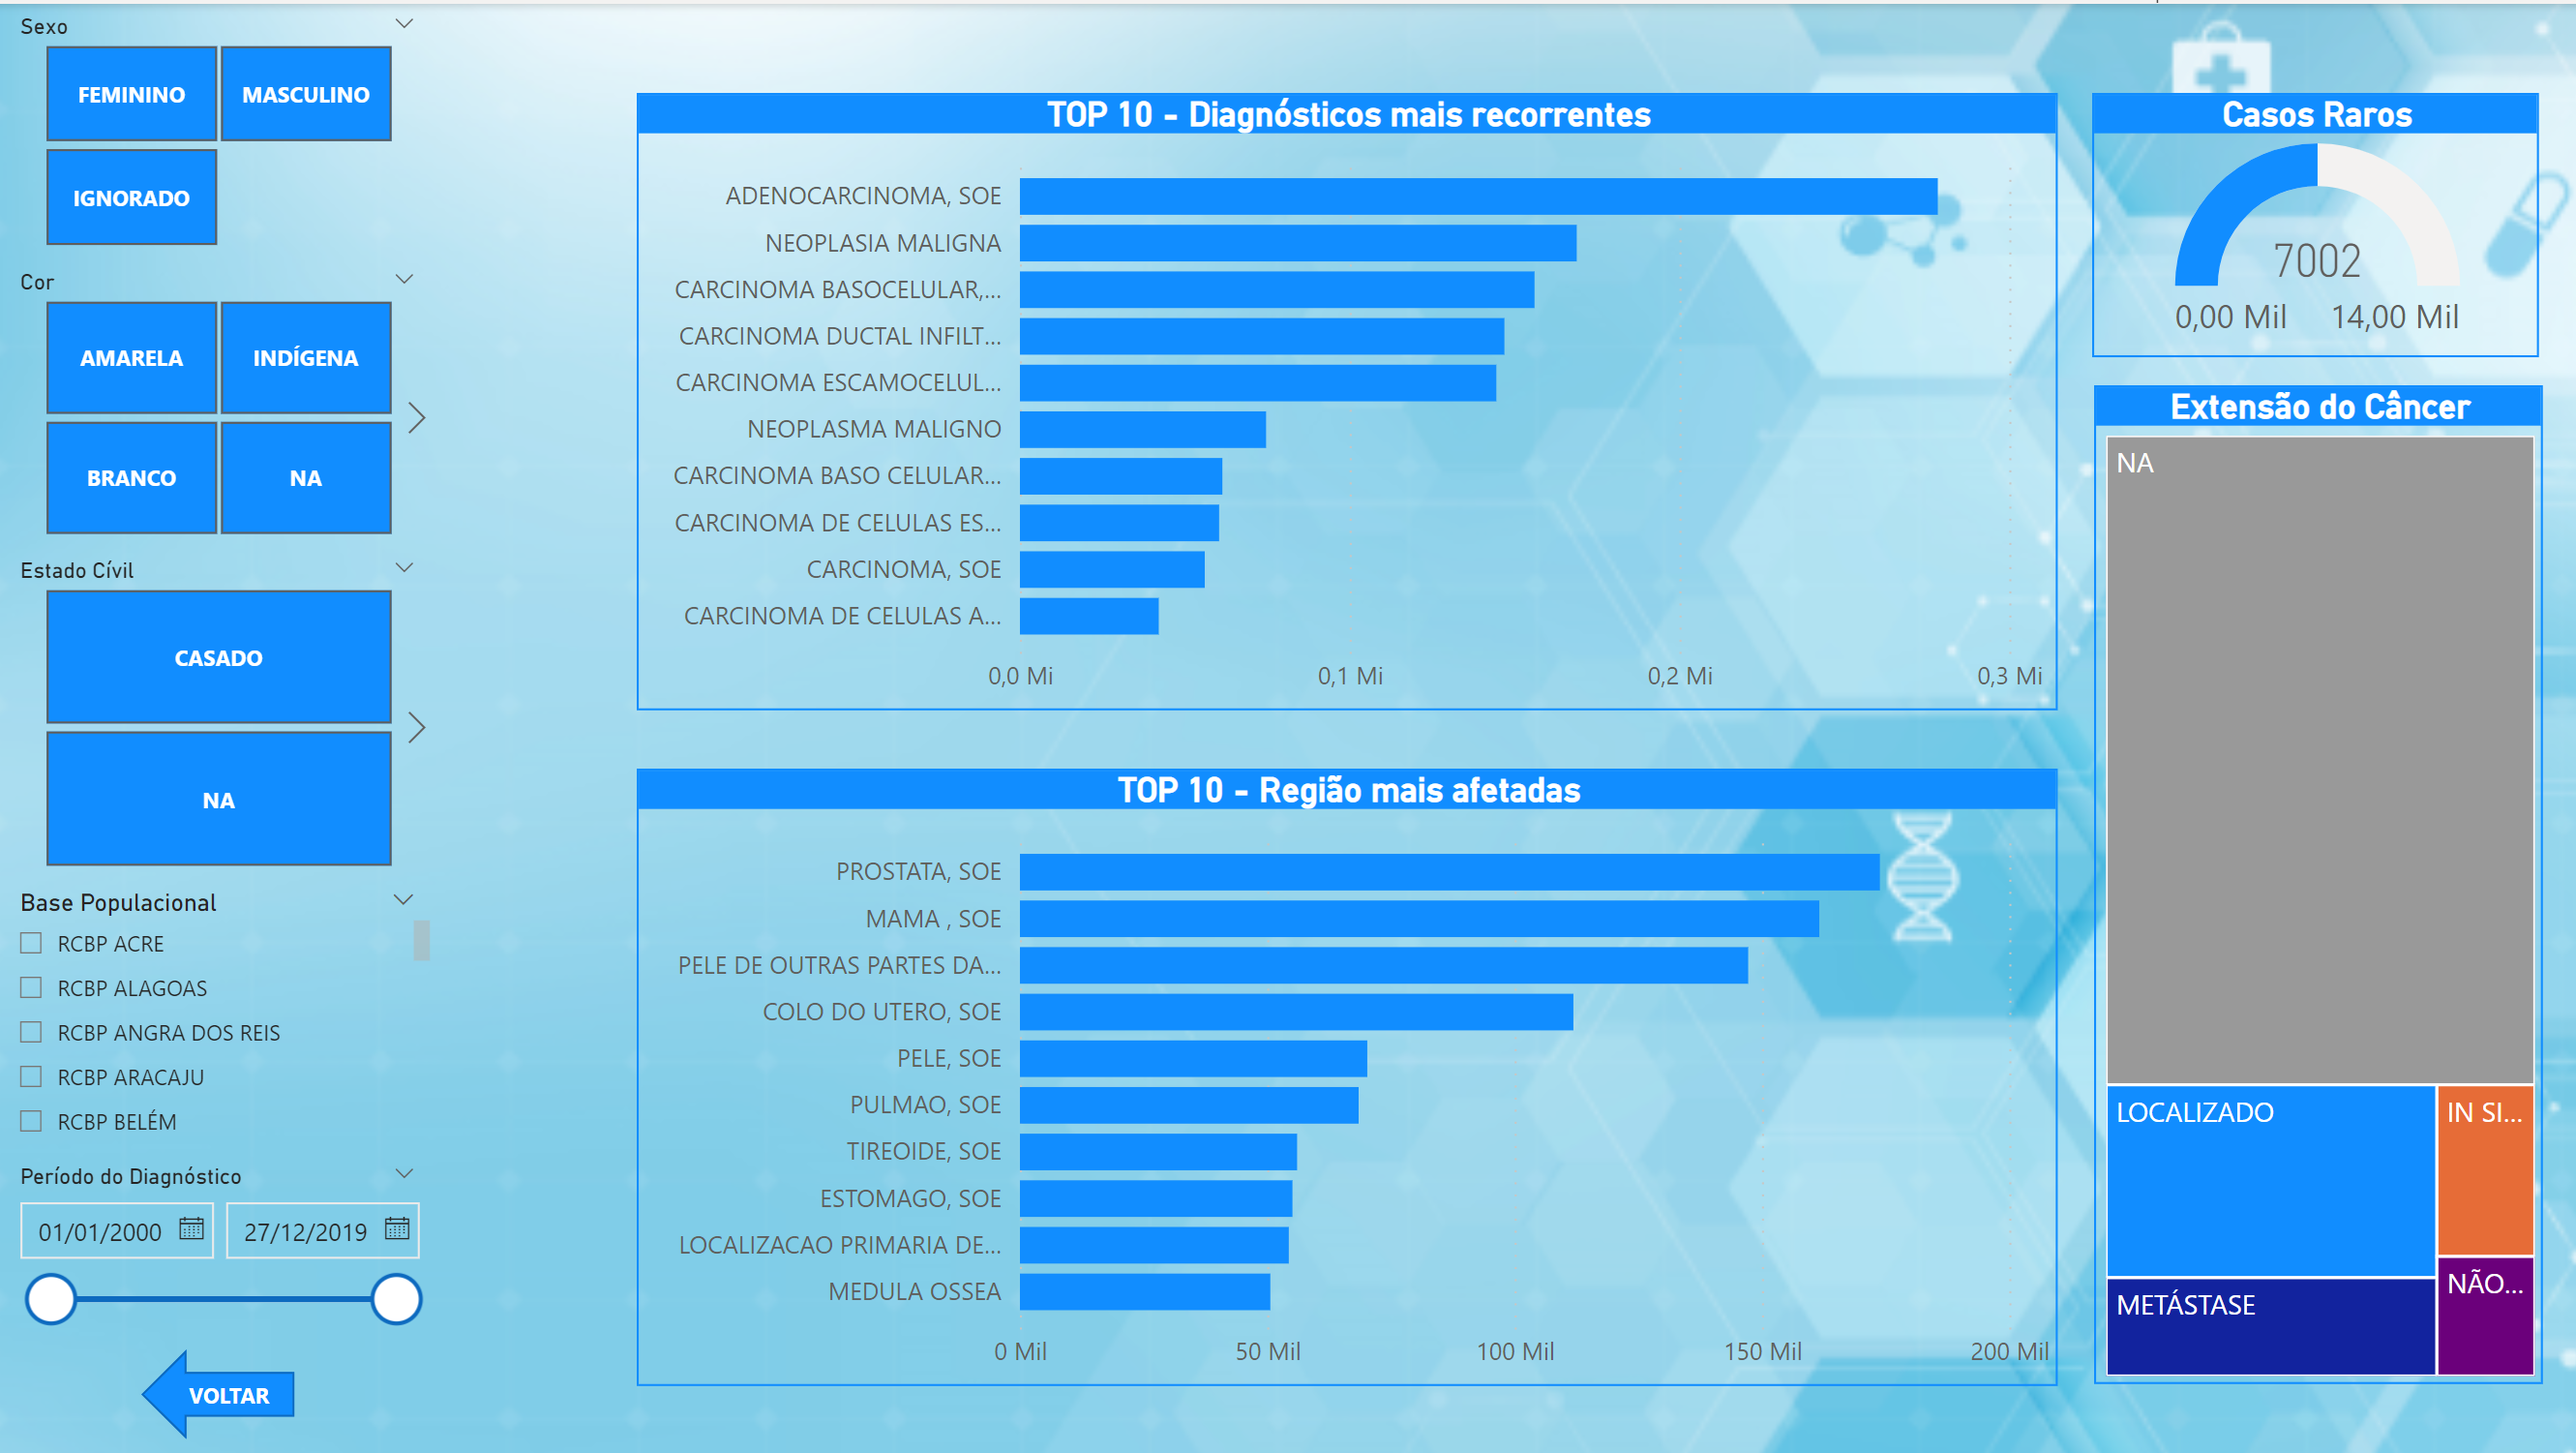 Sexo
FEMININO
MASCULINO
IGNORADO
Cor
AMARELA
INDÍGENA
BRANCO
NA
Estado Cívil
CASADO
NA
Base Populacional
RCBP ACRE
RCBP ALAGOAS
RCBP ANGRA DOS REIS
RCBP ARACAJU
RCBP BELÉM
Período do Diagnóstico
01/01/2000
27/12/2019
VOLTAR
TOP 10 - Diagnósticos mais recorrentes
ADENOCARCINOMA, SOE
NEOPLASIA MALIGNA
CARCINOMA BASOCELULAR,...
CARCINOMA DUCTAL INFILT...
CARCINOMA ESCAMOCELUL...
NEOPLASMA MALIGNO
CARCINOMA BASO CELULAR...
CARCINOMA DE CELULAS ES...
CARCINOMA, SOE
CARCINOMA DE CELULAS A...
0,0 Mi
0,1 Mi
0,2 Mi
0,3 Mi
TOP 10 - Região mais afetadas
PROSTATA, SOE
MAMA , SOE
PELE DE OUTRAS PARTES DA...
COLO DO UTERO, SOE
PELE, SOE
PULMAO, SOE
TIREOIDE, SOE
ESTOMAGO, SOE
LOCALIZACAO PRIMARIA DE...
MEDULA OSSEA
0 Mil
50 Mil
100 Mil
150 Mil
200 Mil
Casos Raros
7002
0,00 Mil
14,00 Mil
Extensão do Câncer
NA
LOCALIZADO
IN SI...
METÁSTASE
NÃO...